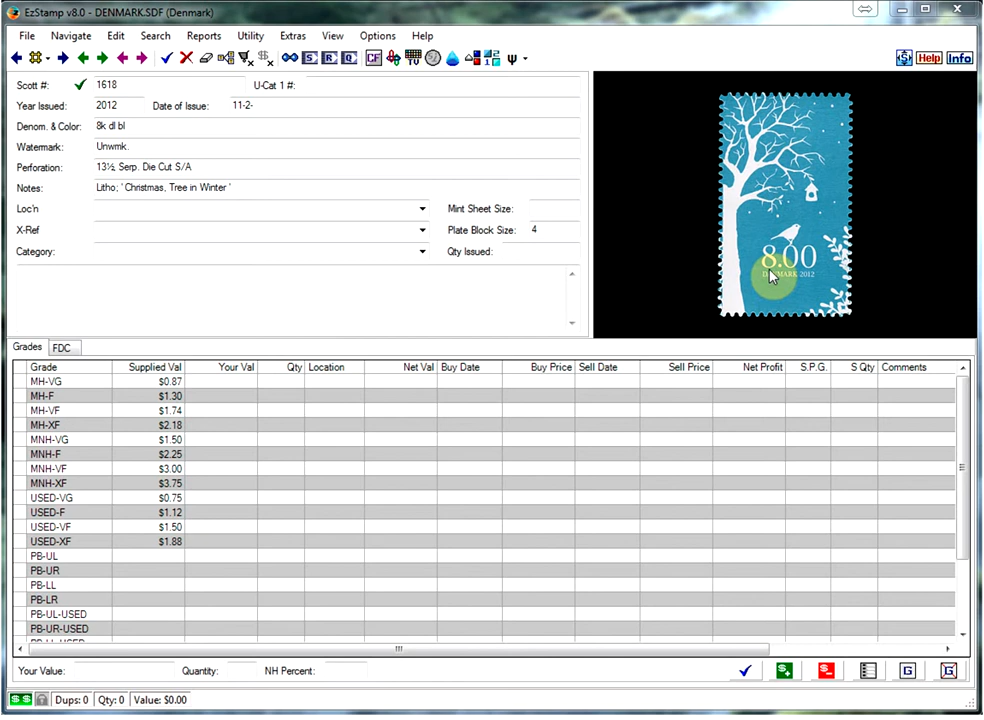 EzStamp v8.0 - DENMARK.SDF (Denmark)
File Navigate Edit Search Reports Utility Extras View Options Help
S R Q CF TV $ Help Info
Scott #: 1618 U-Cat 1 #:
Year Issued: 2012 Date of Issue: 11-2-
Denom. & Color: 8k dl bl
Watermark: Unwmk.
Perforation: 13½, Serp. Die Cut S/A
Notes: Litho; ' Christmas, Tree in Winter '
Loc'n Mint Sheet Size:
X-Ref Plate Block Size: 4
Category: Qty Issued:
8.00
DENMARK 2012
Grades FDC
Grade Supplied Val Your Val Qty Location Net Val Buy Date Buy Price Sell Date Sell Price Net Profit S.P.G. S Qty Comments
MH-VG $0.87
MH-F $1.30
MH-VF $1.74
MH-XF $2.18
MNH-VG $1.50
MNH-F $2.25
MNH-VF $3.00
MNH-XF $3.75
USED-VG $0.75
USED-F $1.12
USED-VF $1.50
USED-XF $1.88
PB-UL
PB-UR
PB-LL
PB-LR
PB-UL-USED
PB-UR-USED
Your Value: Quantity: NH Percent:
$+ $- G G
$ $ Dups: 0 Qty: 0 Value: $0.00